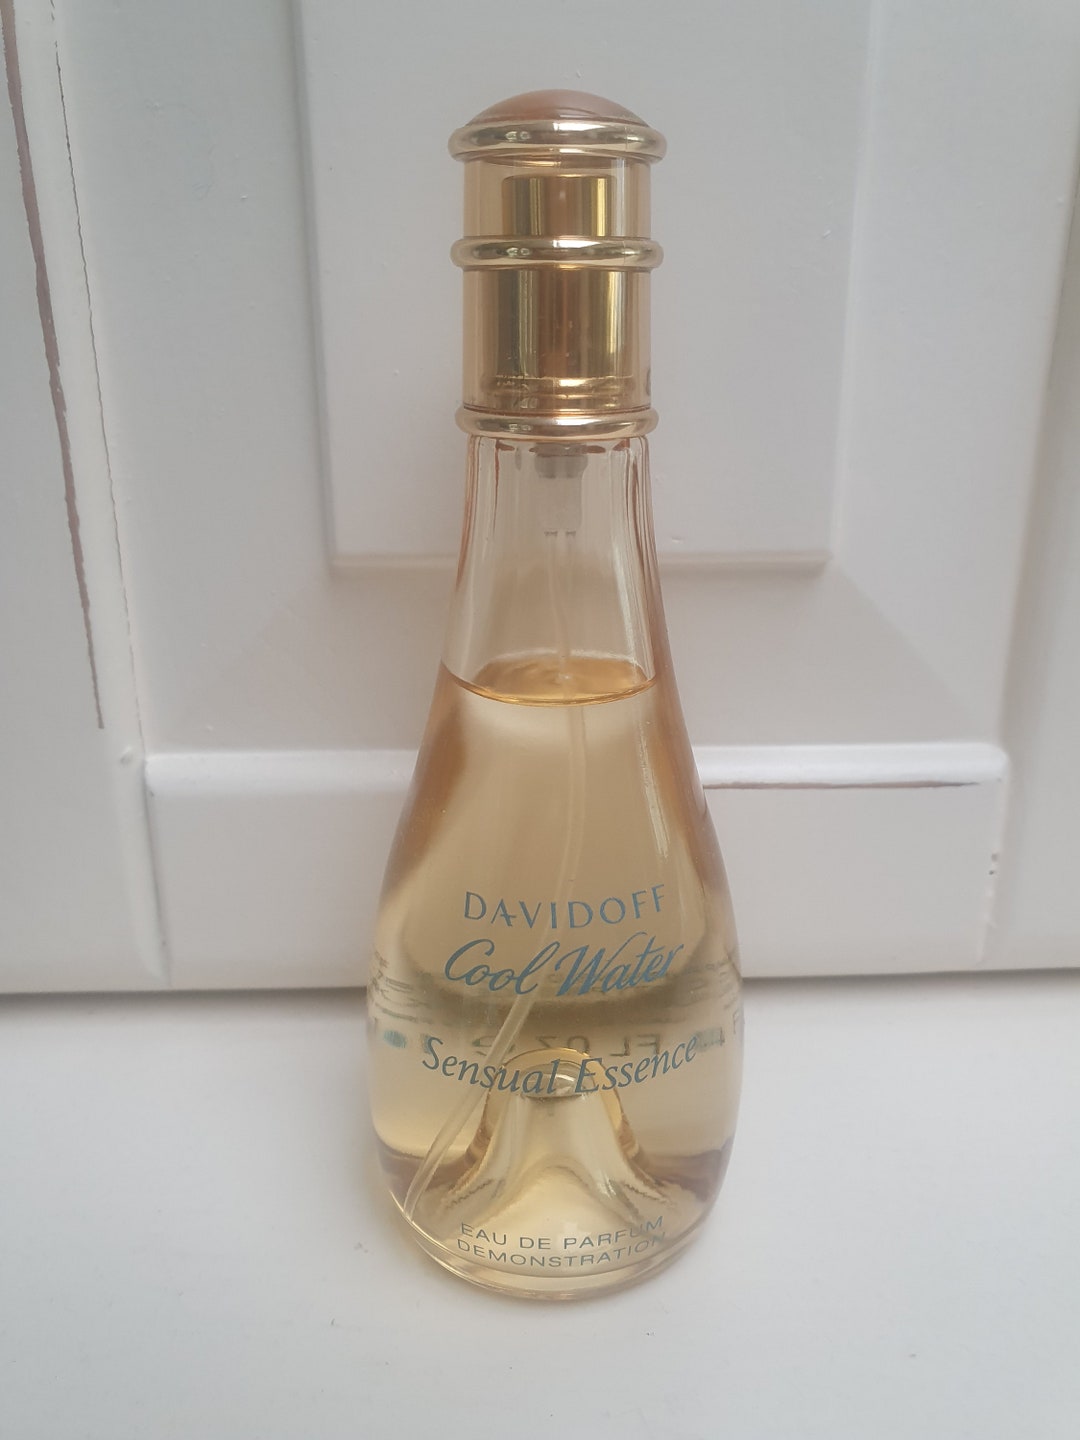 DAVIDOFF
Cool Water
Sensual Essence
EAU DE PARFUM
DEMONSTRATION